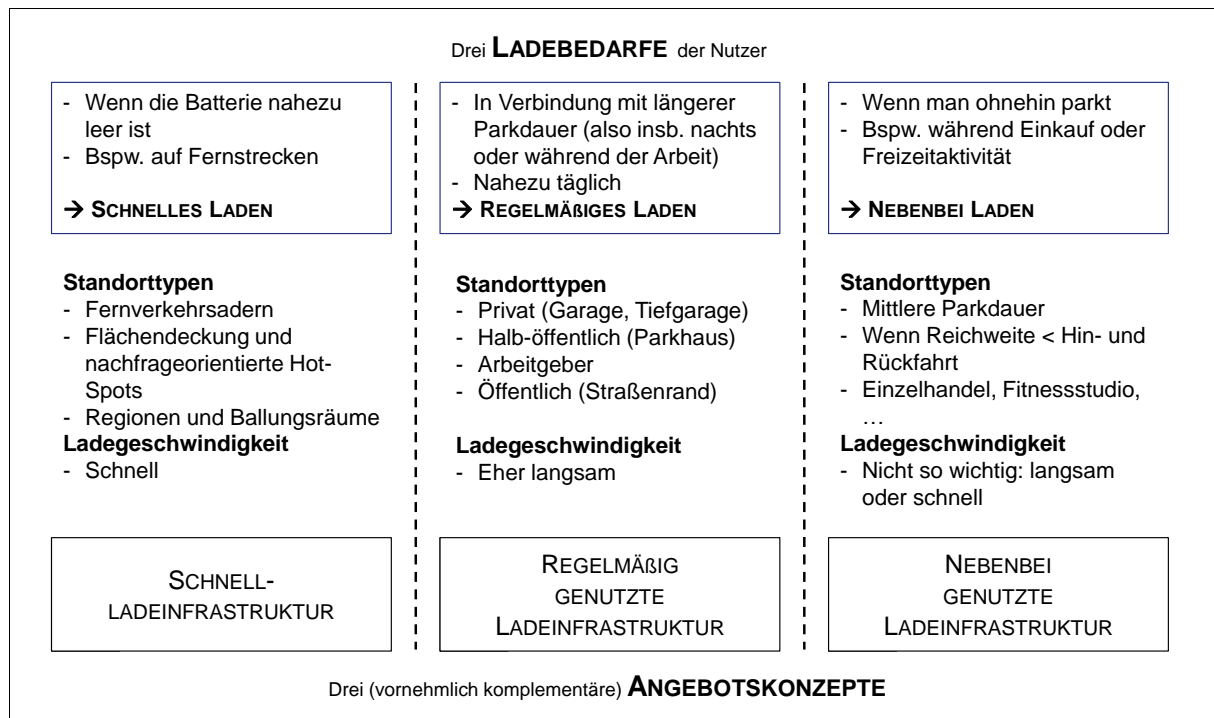 Drei LADEBEDARFE der Nutzer
- Wenn die Batterie nahezu
leer ist
- Bspw. auf Fernstrecken
→ SCHNELLES LADEN
Standorttypen
- Fernverkehrsadern
- Flächendeckung und
nachfrageorientierte Hot-
Spots
- Regionen und Ballungsräume
Ladegeschwindigkeit
- Schnell
SCHNELL-
LADEINFRASTRUKTUR
- In Verbindung mit längerer
Parkdauer (also insb. nachts
oder während der Arbeit)
- Nahezu täglich
→ REGELMÄßIGES LADEN
Standorttypen
- Privat (Garage, Tiefgarage)
- Halb-öffentlich (Parkhaus)
- Arbeitgeber
- Öffentlich (Straßenrand)
Ladegeschwindigkeit
- Eher langsam
REGELMÄßIG
GENUTZTE
LADEINFRASTRUKTUR
- Wenn man ohnehin parkt
- Bspw. während Einkauf oder
Freizeitaktivität
→ NEBENBEI LADEN
Standorttypen
- Mittlere Parkdauer
- Wenn Reichweite < Hin- und
Rückfahrt
- Einzelhandel, Fitnessstudio,
…
Ladegeschwindigkeit
- Nicht so wichtig: langsam
oder schnell
NEBENBEI
GENUTZTE
LADEINFRASTRUKTUR
Drei (vornehmlich komplementäre) ANGEBOTSKONZEPTE